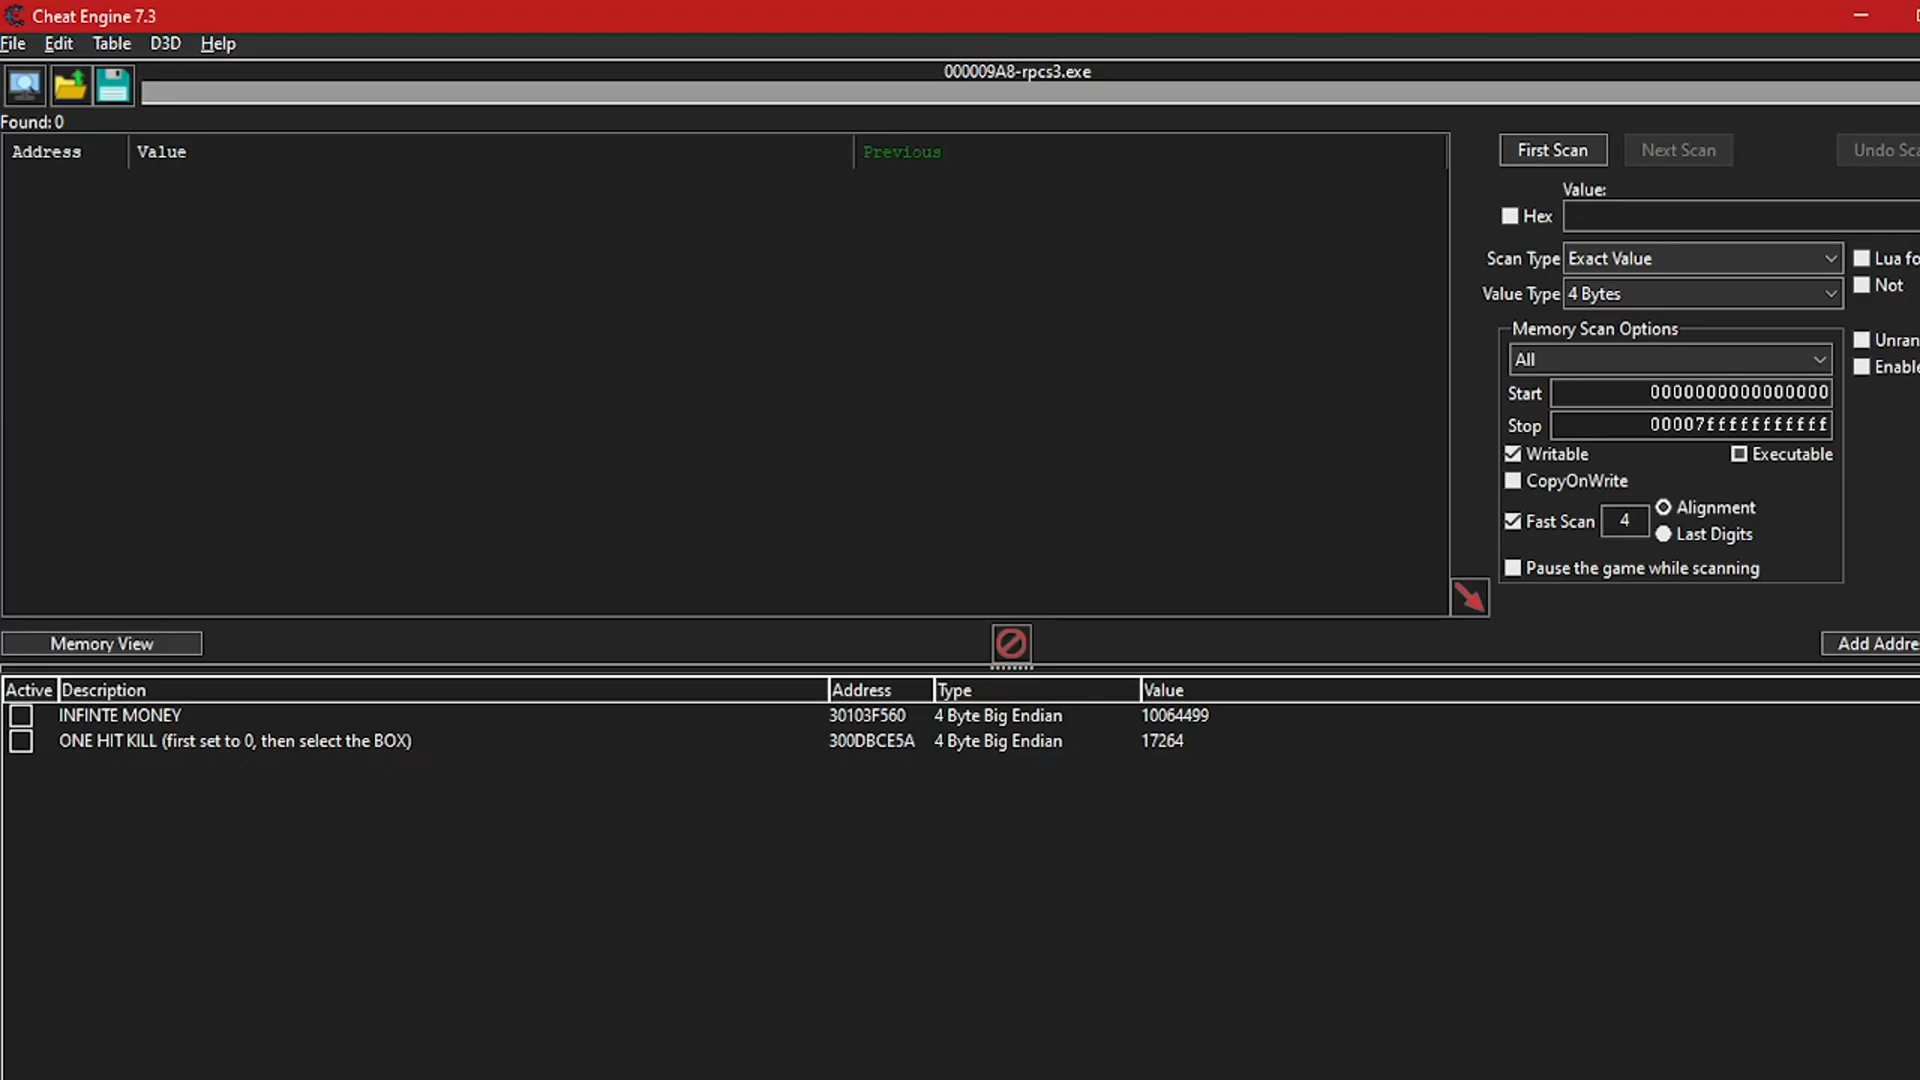 Cheat Engine 7.3
File Edit Table D3D Help
000009A8-rpcs3.exe
Found: 0
Address Value Previous
First Scan Next Scan Undo Sca
Value:
Hex
Scan Type Exact Value Lua fo
Not
Value Type 4 Bytes
Memory Scan Options
All
Unran
Enable
Start 0000000000000000
Stop 00007fffffffffff
Writable Executable
CopyOnWrite
Fast Scan 4 Alignment
Last Digits
Pause the game while scanning
Memory View Add Addre
Active Description Address Type Value
INFINTE MONEY 30103F560 4 Byte Big Endian 10064499
ONE HIT KILL (first set to 0, then select the BOX) 300DBCE5A 4 Byte Big Endian 17264